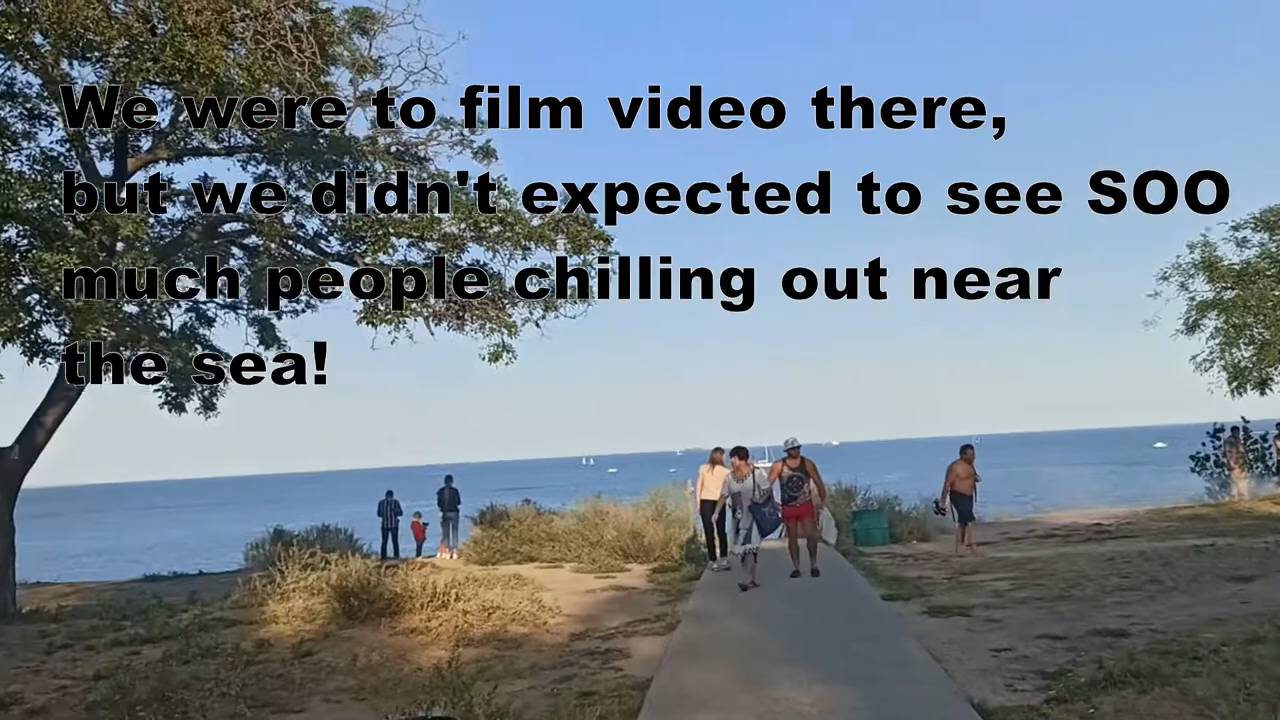 We were to film video there,
but we didn't expected to see SOO
much people chilling out near
the sea!